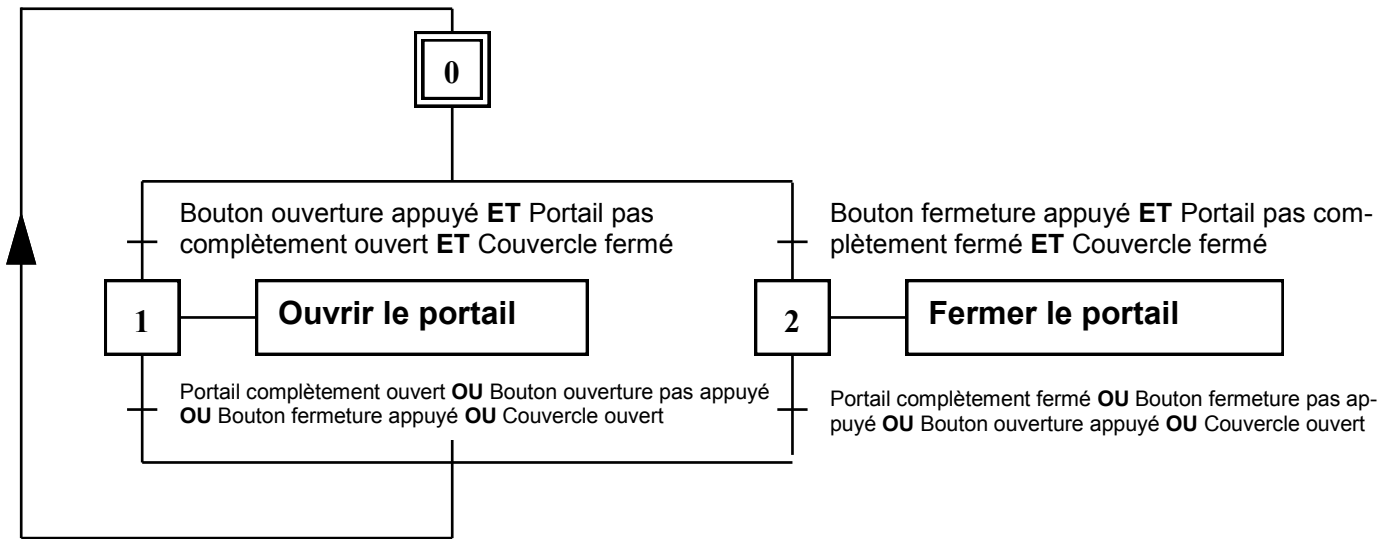 0
Bouton ouverture appuyé ET Portail pas
complètement ouvert ET Couvercle fermé
Bouton fermeture appuyé ET Portail pas com-
plètement fermé ET Couvercle fermé
1
Ouvrir le portail
2
Fermer le portail
Portail complètement ouvert OU Bouton ouverture pas appuyé
OU Bouton fermeture appuyé OU Couvercle ouvert
Portail complètement fermé OU Bouton fermeture pas ap-
puyé OU Bouton ouverture appuyé OU Couvercle ouvert